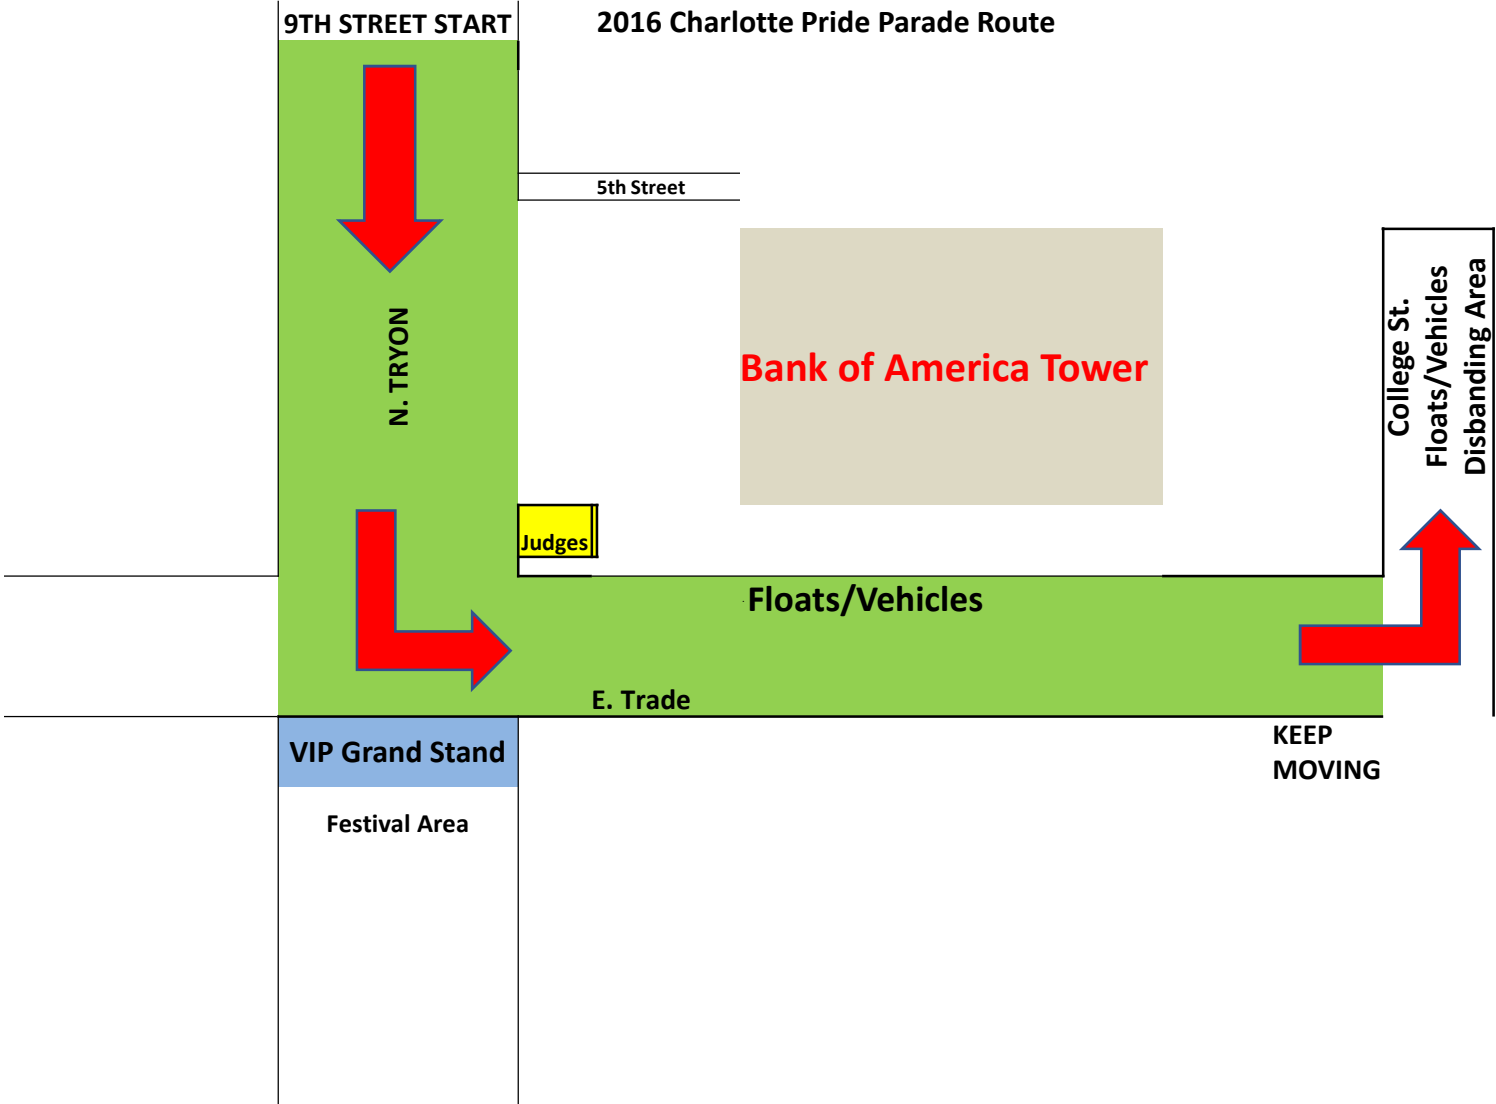 9TH STREET START
2016 Charlotte Pride Parade Route
5th Street
N. TRYON
Bank of America Tower
College St.
Floats/Vehicles
Disbanding Area
Judges
Floats/Vehicles
E. Trade
VIP Grand Stand
KEEP
MOVING
Festival Area